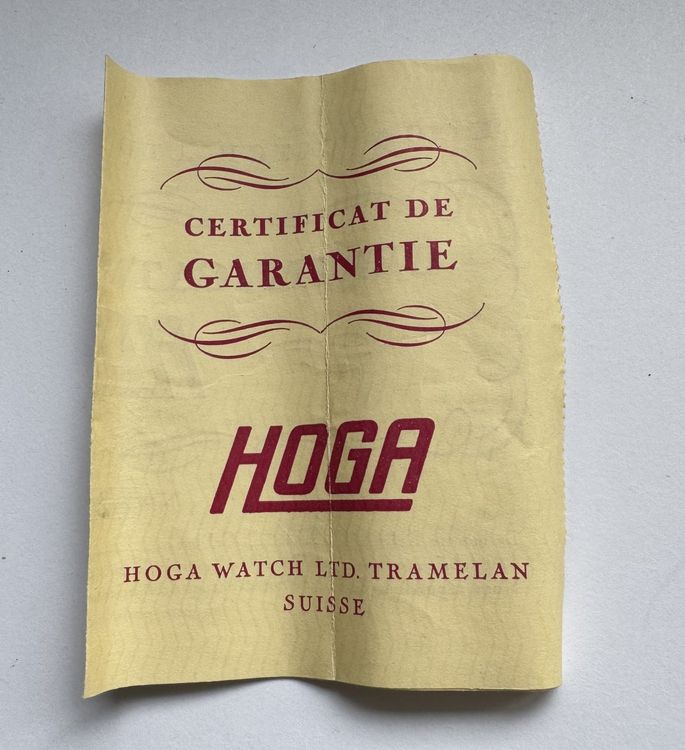 CERTIFICAT DE
GARANTIE
HOGA
HOGA WATCH LTD. TRAMELAN
SUISSE